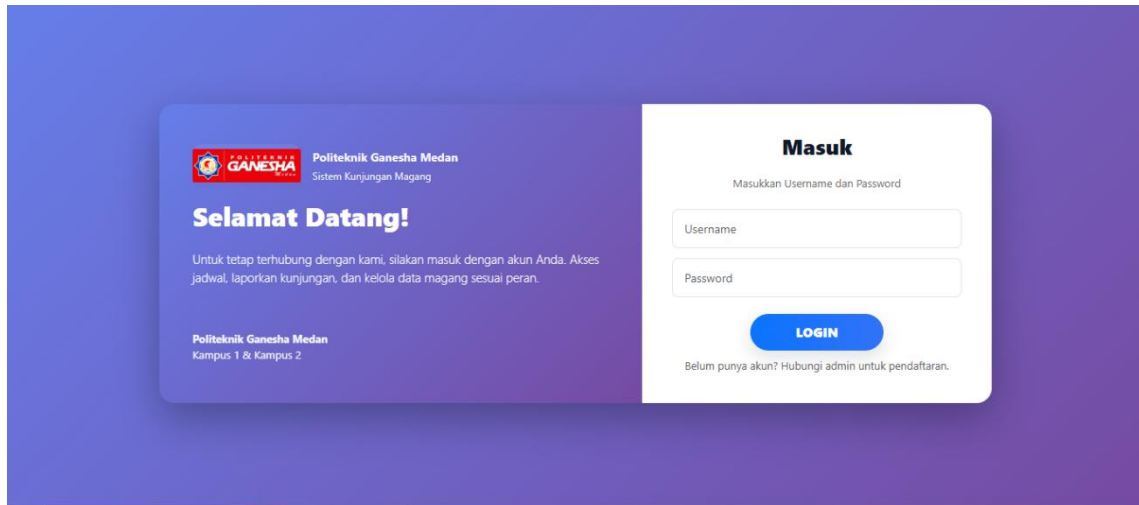 POLITEKNIK
GANESHA
Medan
Politeknik Ganesha Medan
Sistem Kunjungan Magang
Selamat Datang!
Untuk tetap terhubung dengan kami, silakan masuk dengan akun Anda. Akses
jadwal, laporkan kunjungan, dan kelola data magang sesuai peran.
Politeknik Ganesha Medan
Kampus 1 & Kampus 2
Masuk
Masukkan Username dan Password
Username
Password
LOGIN
Belum punya akun? Hubungi admin untuk pendaftaran.